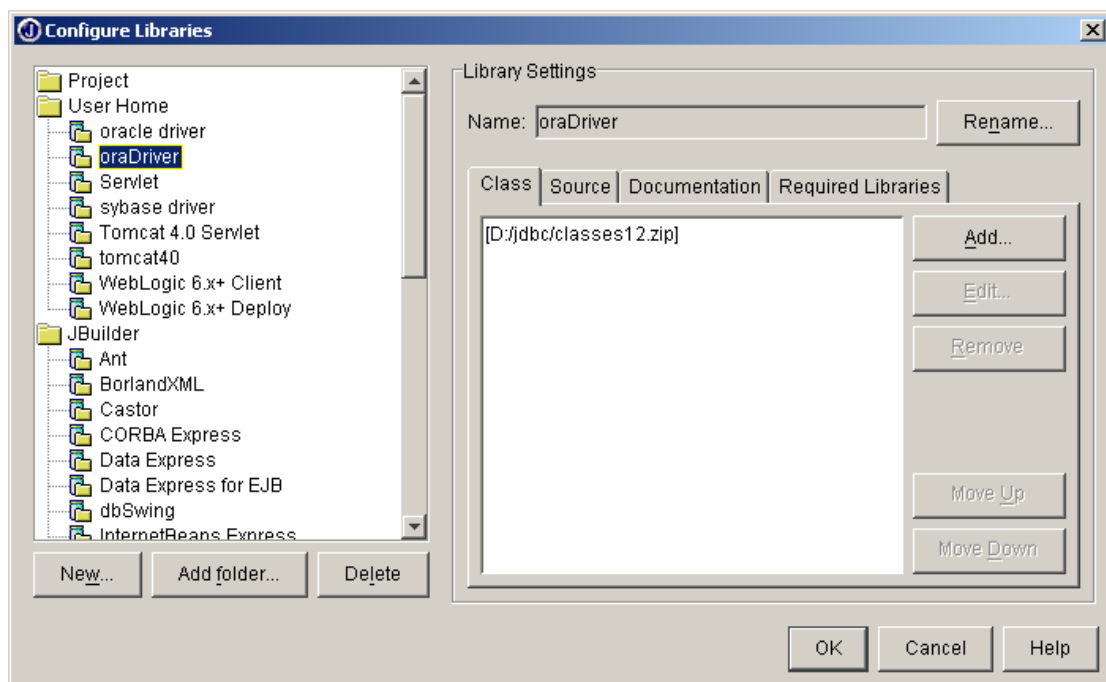 Configure Libraries
Project
User Home
oracle driver
oraDriver
Servlet
sybase driver
Tomcat 4.0 Servlet
tomcat40
WebLogic 6.x+ Client
WebLogic 6.x+ Deploy
JBuilder
Ant
BorlandXML
Castor
CORBA Express
Data Express
Data Express for EJB
dbSwing
InternetBeans Express
New... Add folder... Delete
Library Settings
Name: oraDriver Rename...
Class Source Documentation Required Libraries
[D:/jdbc/classes12.zip]
Add...
Edit...
Remove
Move Up
Move Down
OK Cancel Help